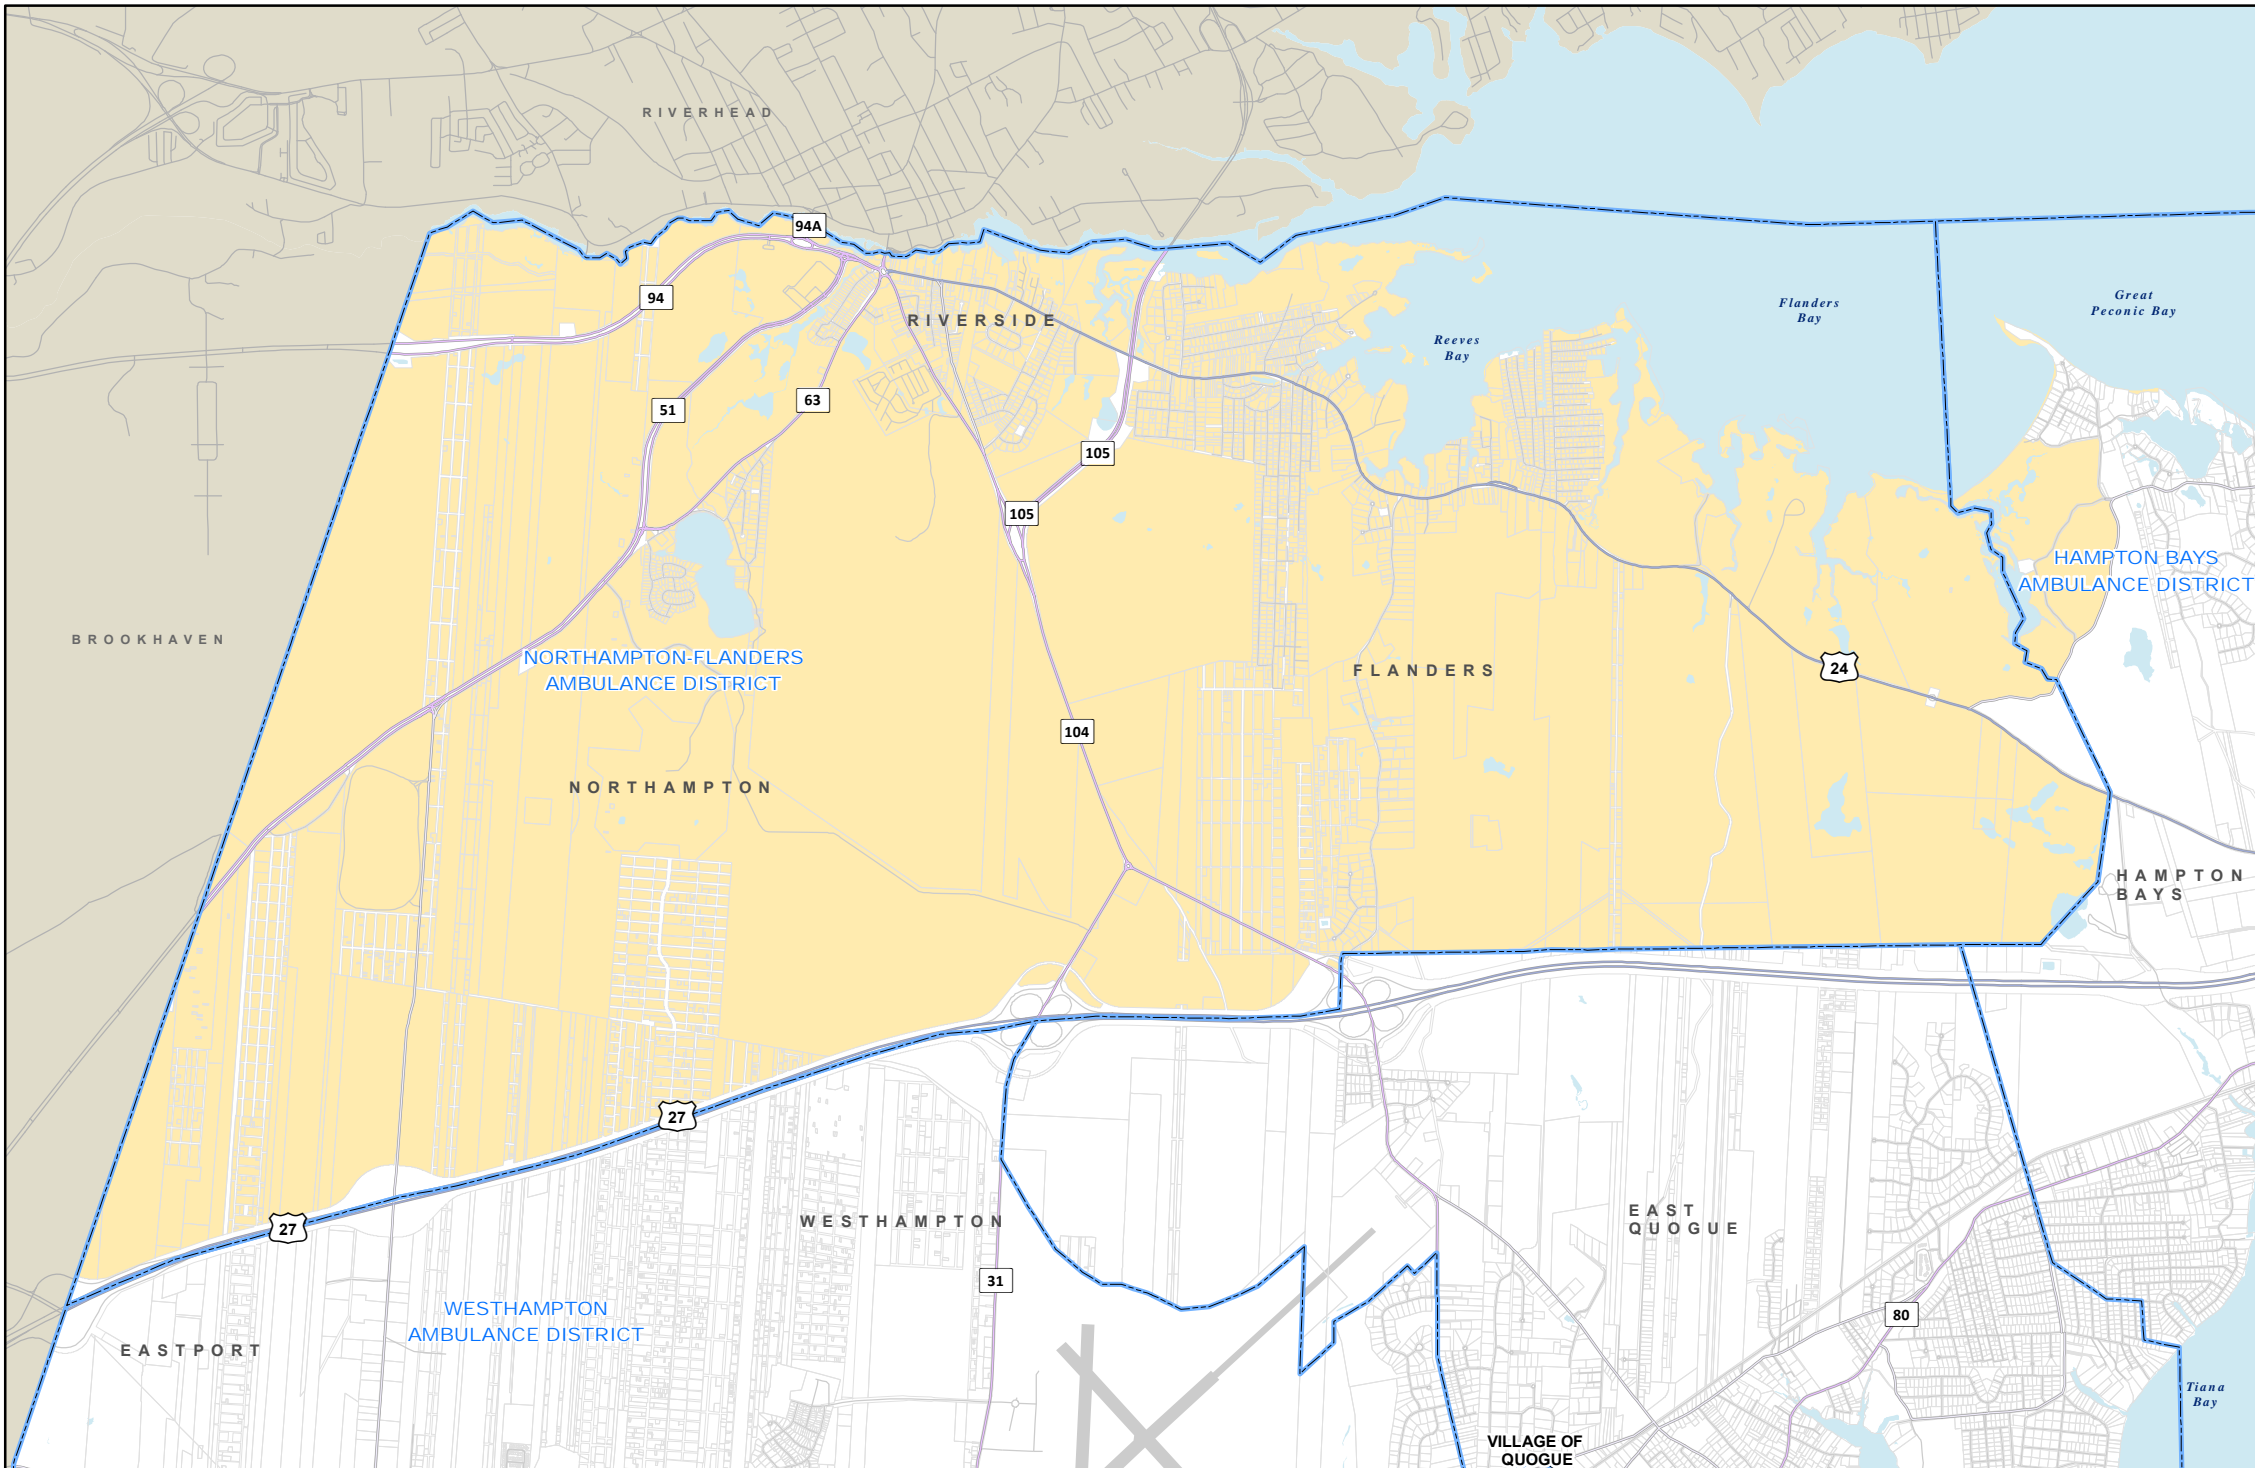 RIVERHEAD
94A
94
Flanders
Bay
Great
Peconic Bay
RIVERSIDE
Reeves
Bay
51
63
105
105
HAMPTON BAYS
AMBULANCE DISTRICT
BROOKHAVEN
NORTHAMPTON-FLANDERS
AMBULANCE DISTRICT
FLANDERS
24
104
NORTHAMPTON
HAMPTON
BAYS
27
27
WESTHAMPTON
EAST
QUOGUE
31
WESTHAMPTON
AMBULANCE DISTRICT
80
EASTPORT
Tiana
Bay
VILLAGE OF
QUOGUE